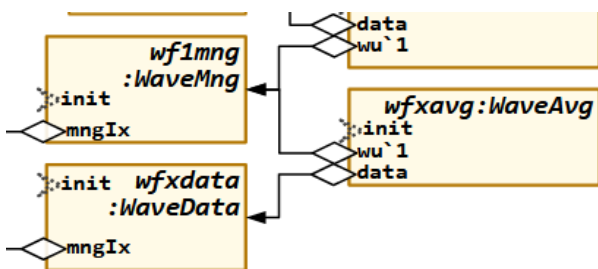 data
wu`1
wf1mng
:WaveMng
init
mngIx
wfxavg:WaveAvg
init
wu`1
data
init wfxdata
:WaveData
mngIx